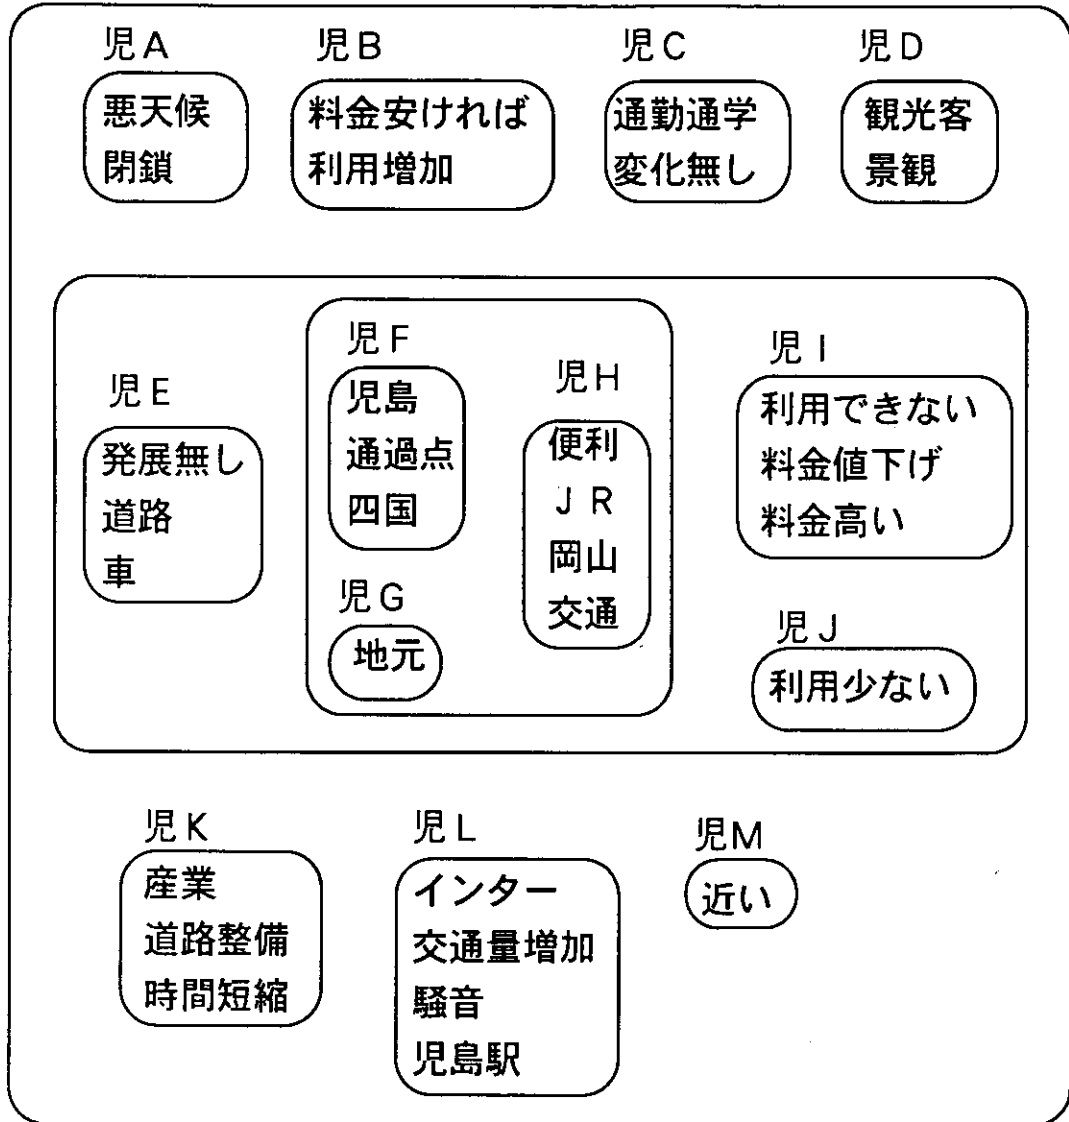 児A
悪天候
閉鎖
児B
料金安ければ
利用増加
児C
通勤通学
変化無し
児D
観光客
景観
児E
発展無し
道路
車
児F
児島
通過点
四国
児G
地元
児H
便利
JR
岡山
交通
児I
利用できない
料金値下げ
料金高い
児J
利用少ない
児K
産業
道路整備
時間短縮
児L
インター
交通量増加
騒音
児島駅
児M
近い